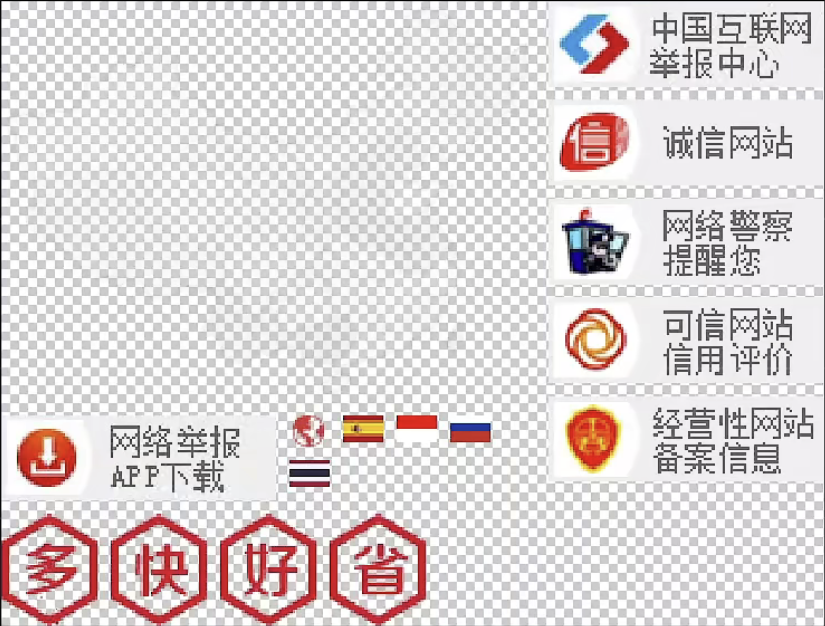 中国互联网
举报中心
信
诚信网站
网络警察
提醒您
可信网站
信用评价
网络举报
APP下载
经营性网站
备案信息
多 快 好 省